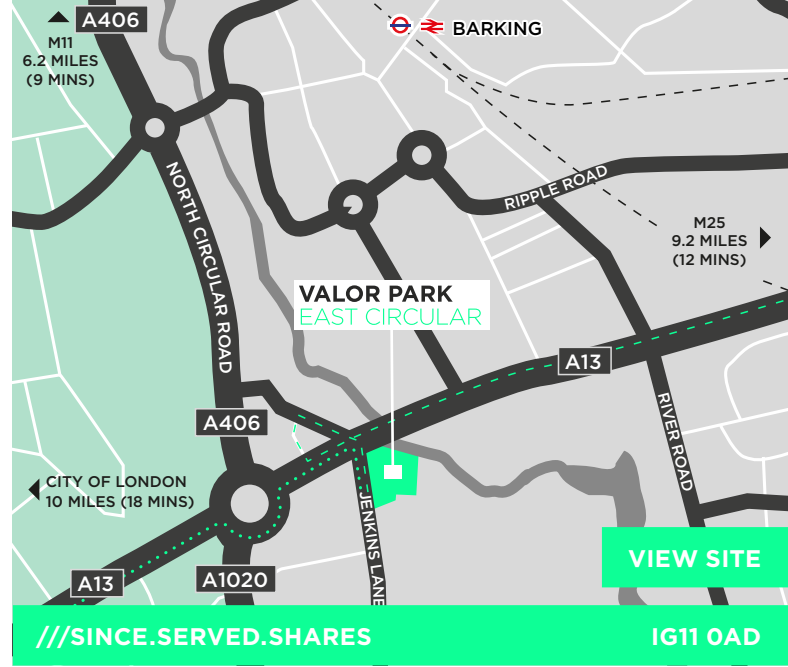 A406
M11
6.2 MILES
(9 MINS)
BARKING
NORTH CIRCULAR ROAD
RIPPLE ROAD
M25
9.2 MILES
(12 MINS)
VALOR PARK
EAST CIRCULAR
A13
A406
RIVER ROAD
CITY OF LONDON
10 MILES (18 MINS)
JENKINS LANE
VIEW SITE
A13
A1020
///SINCE.SERVED.SHARES
IG11 0AD